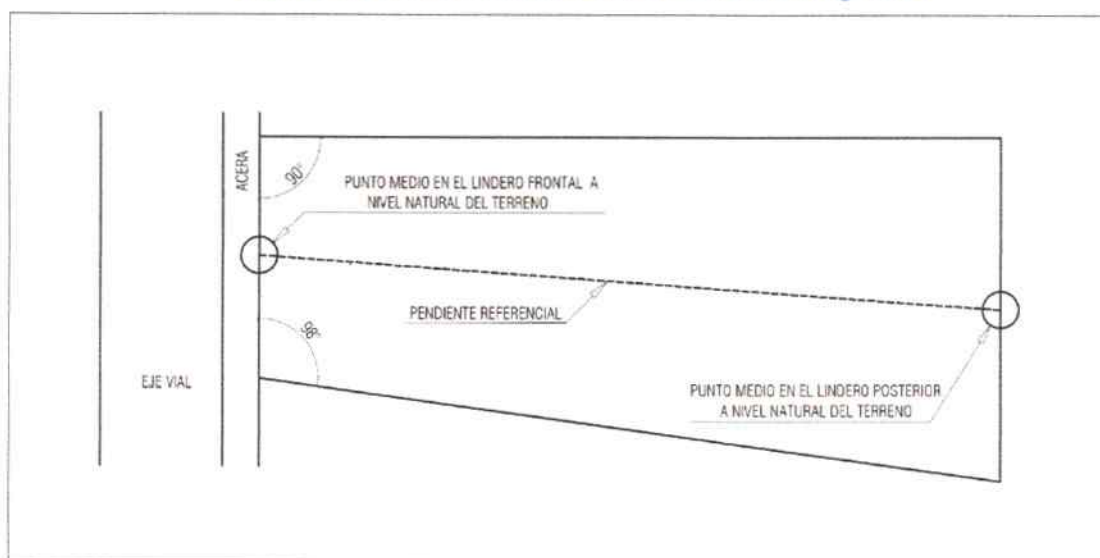 ACERA
90°
PUNTO MEDIO EN EL LINDERO FRONTAL A
NIVEL NATURAL DEL TERRENO
PENDIENTE REFERENCIAL
98°
EJE VIAL
PUNTO MEDIO EN EL LINDERO POSTERIOR
A NIVEL NATURAL DEL TERRENO